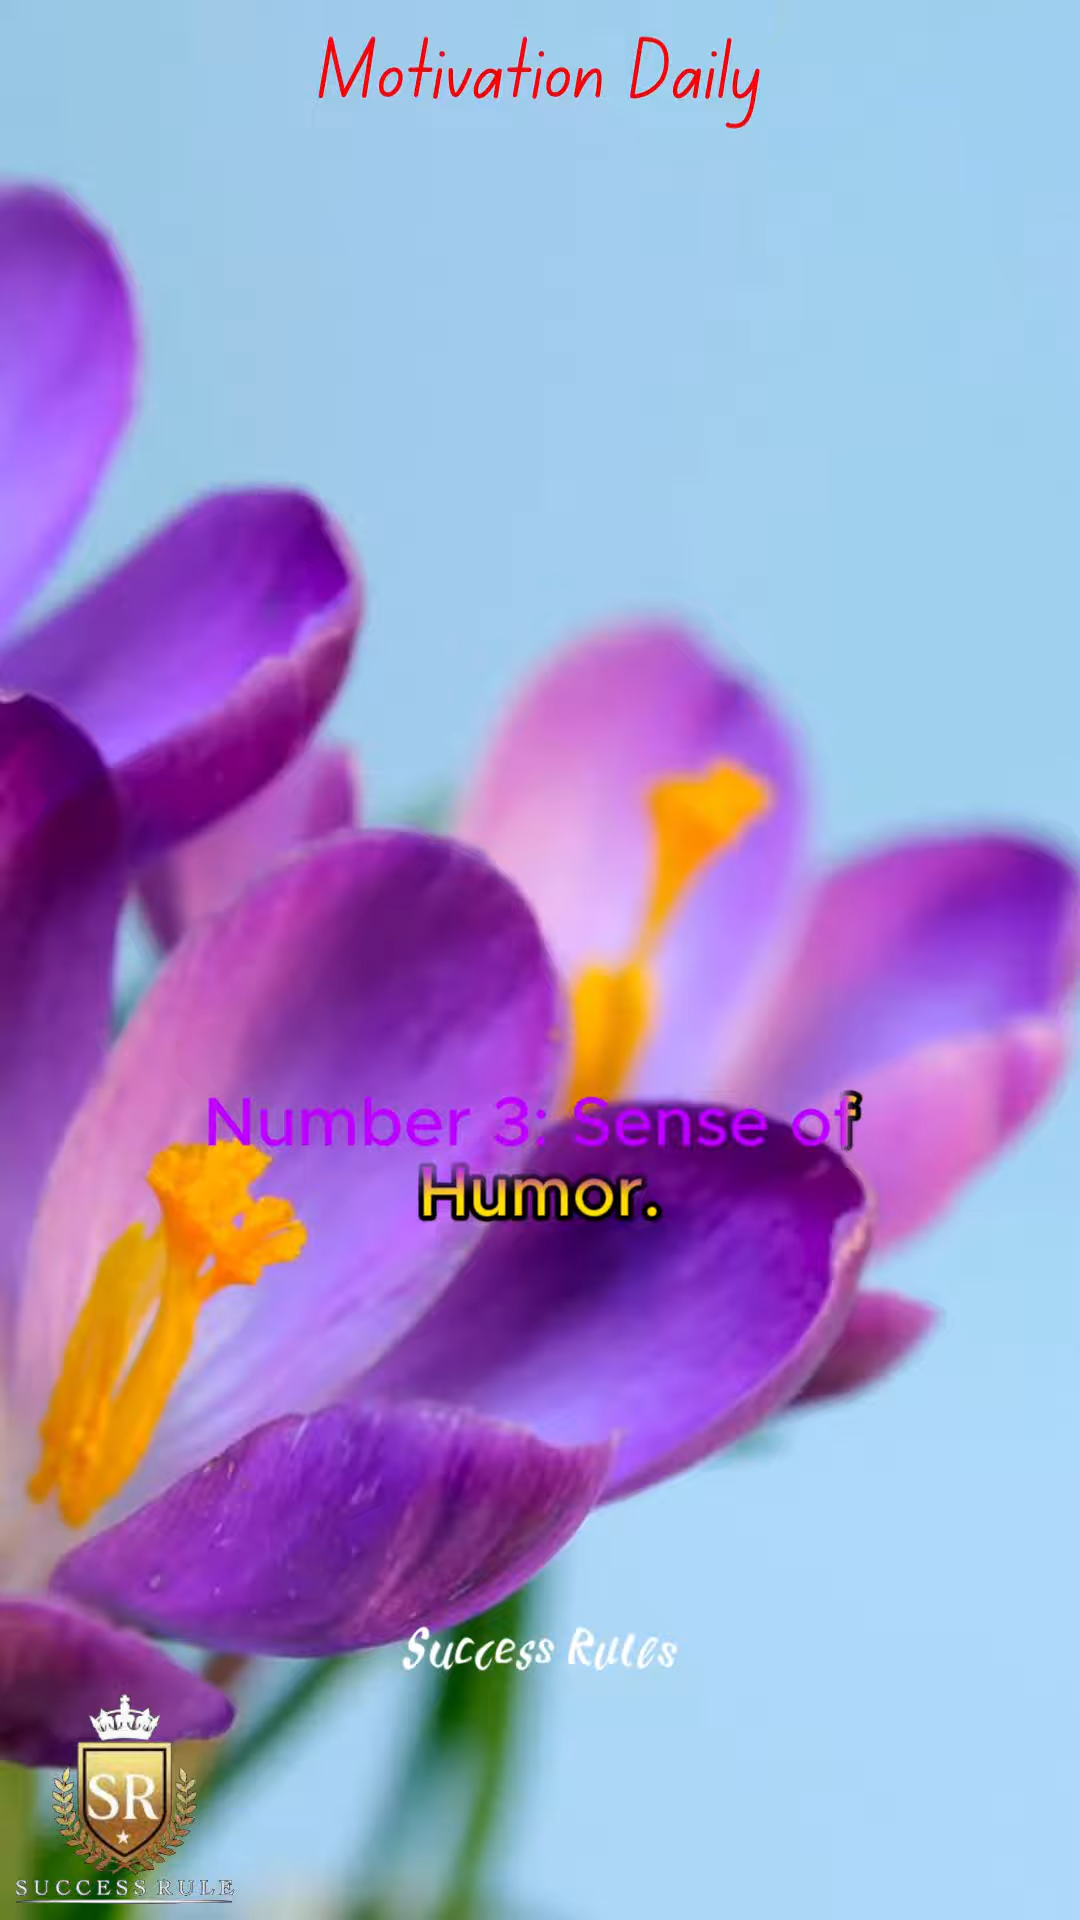 Motivation Daily
Number 3: Sense of
Humor.
Success Rules
SR
SUCCESS RULE